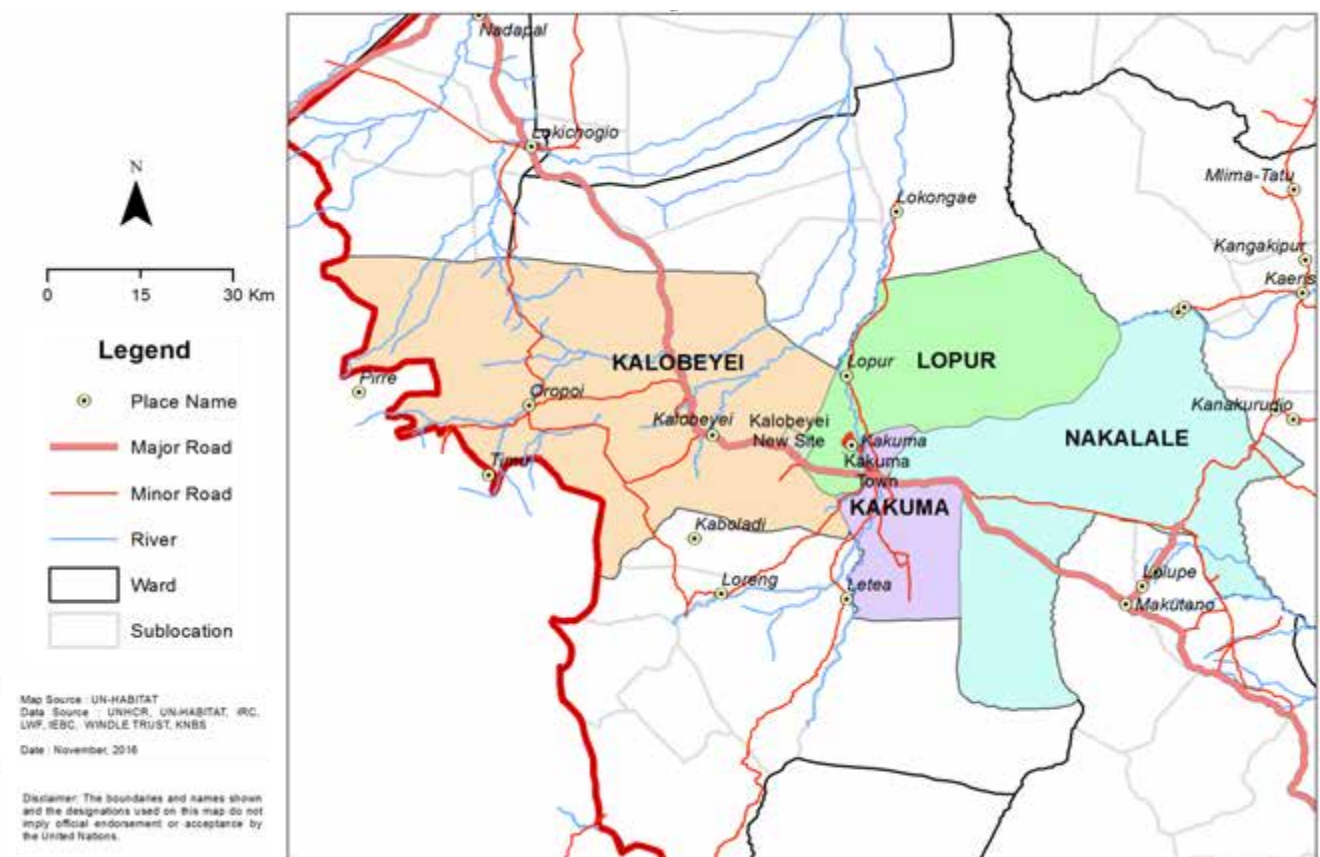 N
0 15 30 Km
Legend
Place Name
Major Road
Minor Road
River
Ward
Sublocation
Map Source : UN-HABITAT
Data Source : UNHCR, UN-HABITAT, IRC,
LWF, IEBC, WINDLE TRUST, KNBS
Date : November, 2016
Disclaimer: The boundaries and names shown
and the designations used on this map do not
imply official endorsement or acceptance by
the United Nations.
Nadapal
Lokichogio
Mlima-Tatu
Lokongae
Kangakipur
Kaeris
KALOBEYEI
Lopur
LOPUR
Pirre
Oropoi
Kanakurudio
Kalobeyei
Kalobeyei
New Site
Kakuma
NAKALALE
Kakuma
Town
KAKUMA
Kaboladi
Loreng
Letea
Lolupe
Makutano